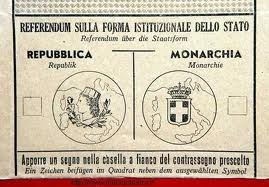 REFERENDUM SULLA FORMA ISTITUZIONALE DELLO STATO
Referendum über die Staatsform
REPUBBLICA
Republik
MONARCHIA
Monarchie
Apporre un segno nella casella a fianco del contrassegno prescelto
Ein Zeichen beifügen im Quadrat neben dem ausgewählten Symbol